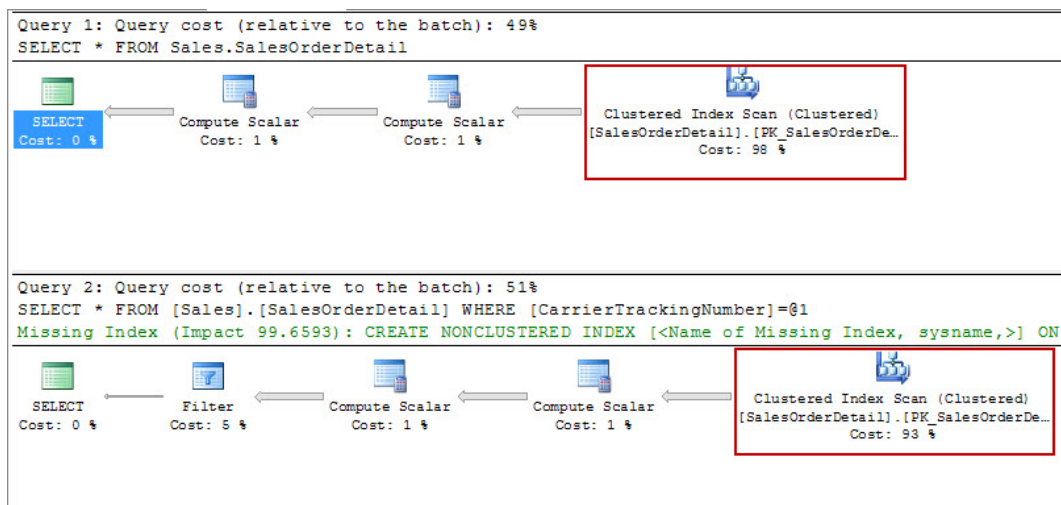 Query 1: Query cost (relative to the batch): 49%
SELECT * FROM Sales.SalesOrderDetail
SELECT
Cost: 0 %
Compute Scalar
Cost: 1 %
Compute Scalar
Cost: 1 %
Clustered Index Scan (Clustered)
[SalesOrderDetail].[PK_SalesOrderDe…
Cost: 98 %
Query 2: Query cost (relative to the batch): 51%
SELECT * FROM [Sales].[SalesOrderDetail] WHERE [CarrierTrackingNumber]=@1
Missing Index (Impact 99.6593): CREATE NONCLUSTERED INDEX [<Name of Missing Index, sysname,>] ON
SELECT
Cost: 0 %
Filter
Cost: 5 %
Compute Scalar
Cost: 1 %
Compute Scalar
Cost: 1 %
Clustered Index Scan (Clustered)
[SalesOrderDetail].[PK_SalesOrderDe…
Cost: 93 %